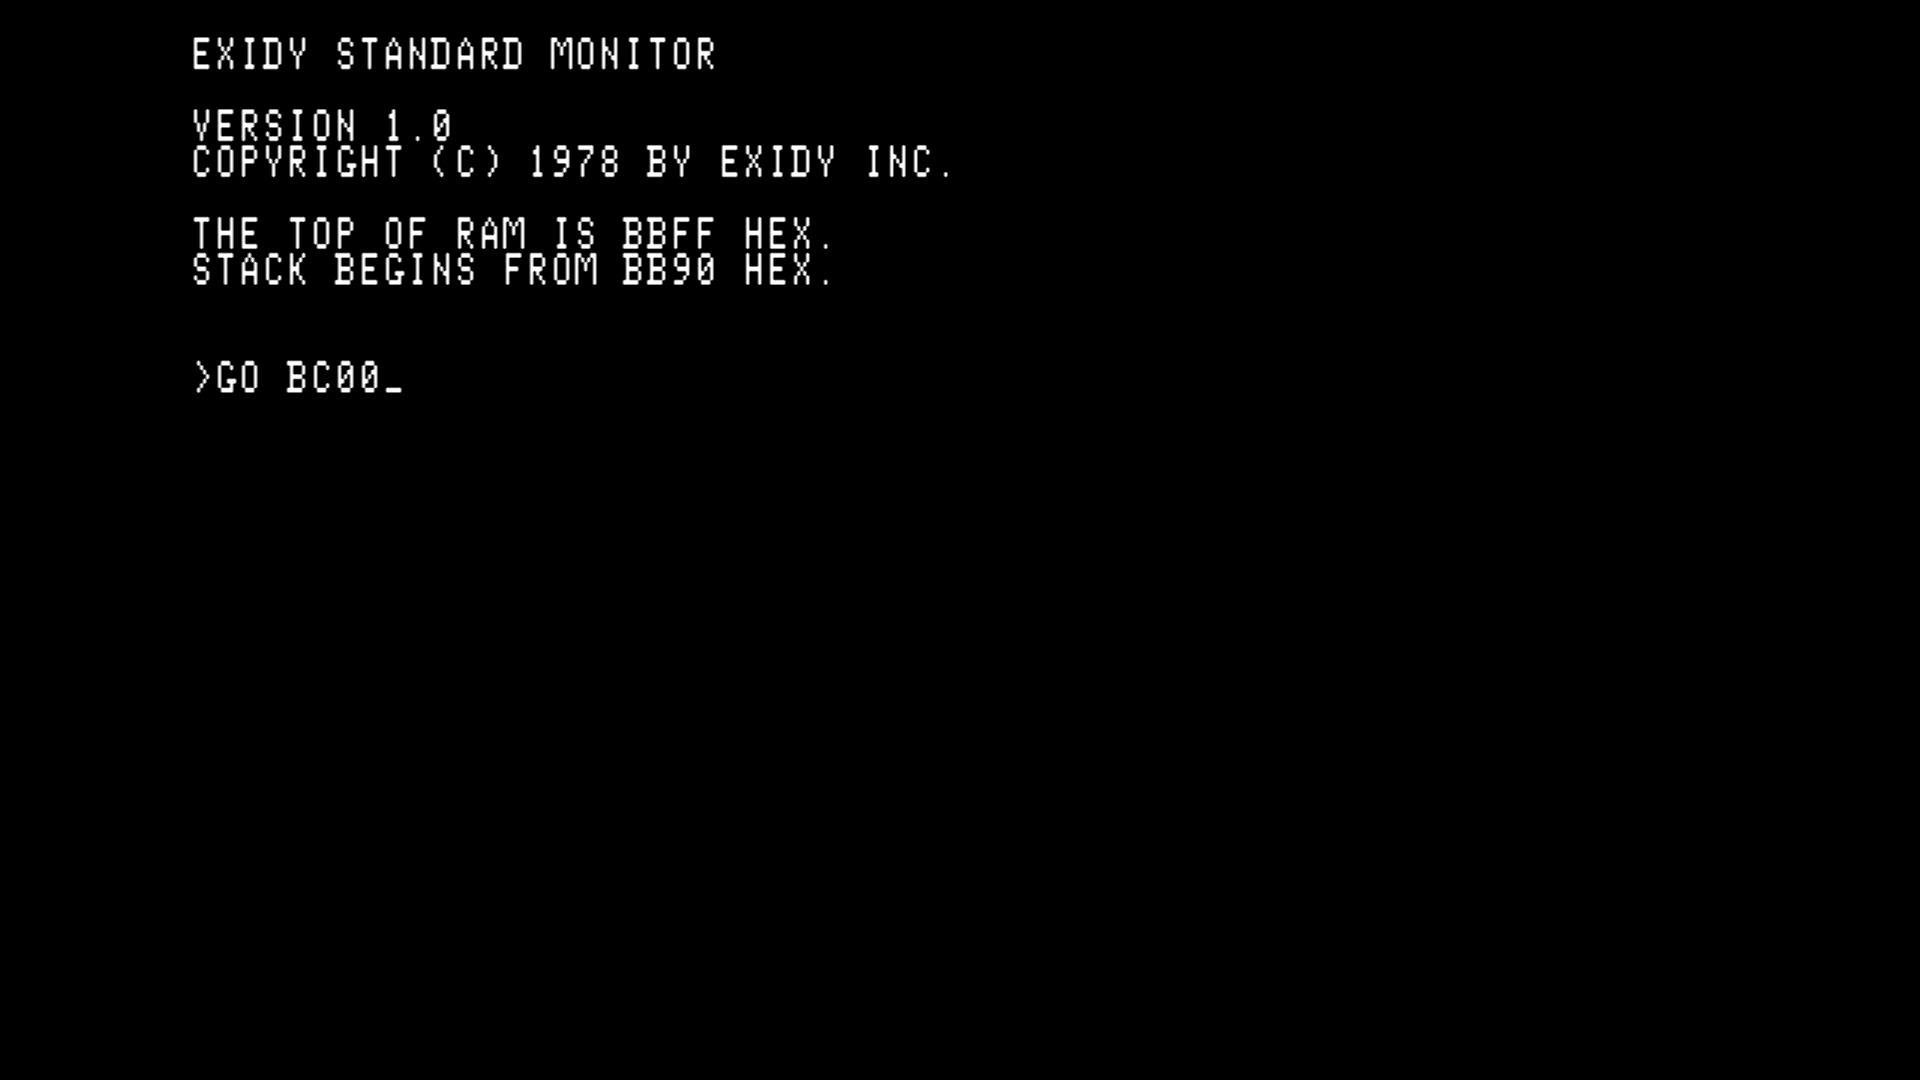 EXIDY STANDARD MONITOR
VERSION 1.0
COPYRIGHT (C) 1978 BY EXIDY INC.
THE TOP OF RAM IS BBFF HEX.
STACK BEGINS FROM BB90 HEX.
>GO BC00_